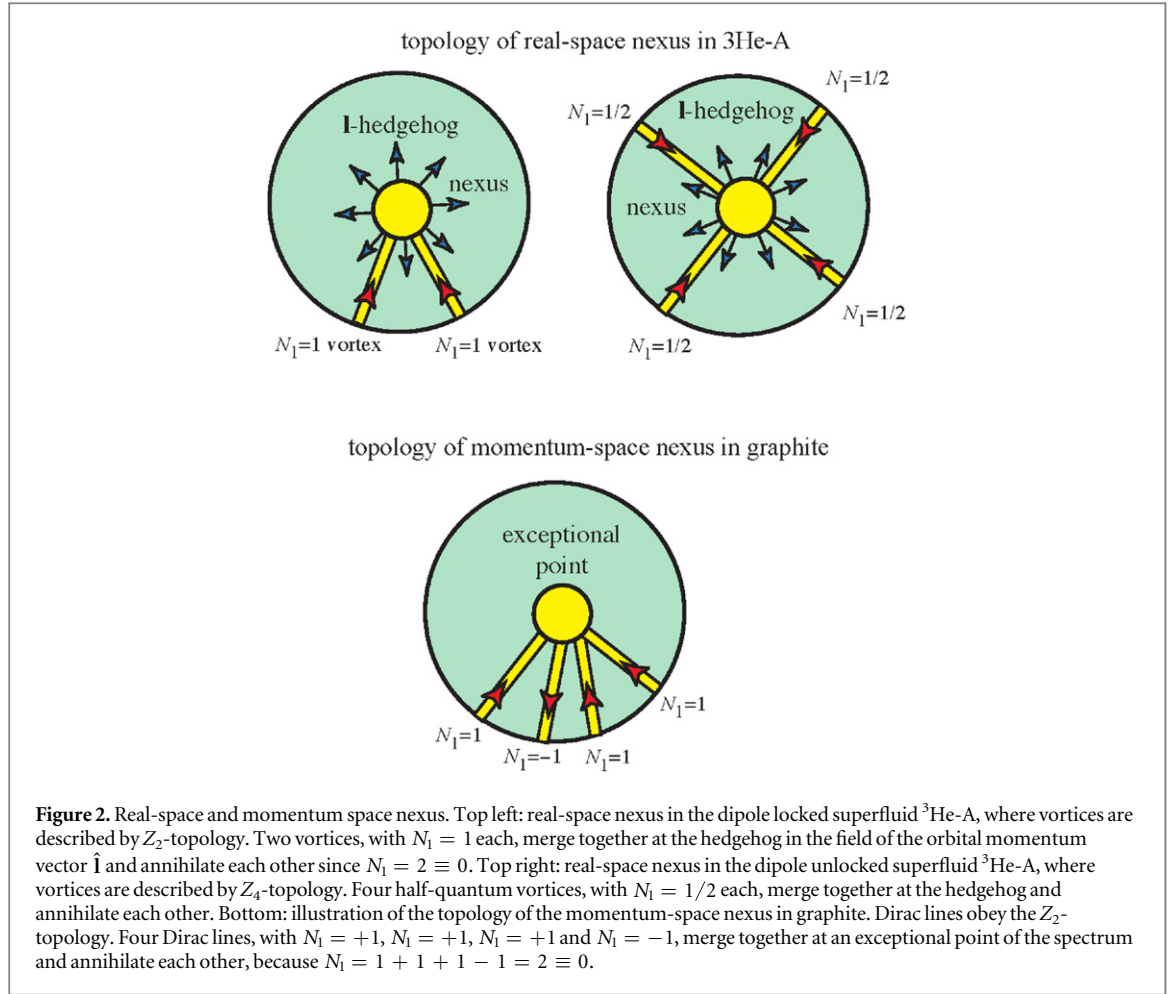 topology of real-space nexus in 3He-A
N₁=1/2
N₁=1/2
l-hedgehog
l-hedgehog
nexus
nexus
N₁=1/2
N₁=1 vortex
N₁=1 vortex
N₁=1/2
topology of momentum-space nexus in graphite
exceptional
point
N₁=1
N₁=1
N₁=−1
N₁=1
Figure 2. Real-space and momentum space nexus. Top left: real-space nexus in the dipole locked superfluid ³He-A, where vortices are
described by Z₂-topology. Two vortices, with N₁ = 1 each, merge together at the hedgehog in the field of the orbital momentum
vector l̂ and annihilate each other since N₁ = 2 ≡ 0. Top right: real-space nexus in the dipole unlocked superfluid ³He-A, where
vortices are described by Z₄-topology. Four half-quantum vortices, with N₁ = 1/2 each, merge together at the hedgehog and
annihilate each other. Bottom: illustration of the topology of the momentum-space nexus in graphite. Dirac lines obey the Z₂-
topology. Four Dirac lines, with N₁ = +1, N₁ = +1, N₁ = +1 and N₁ = −1, merge together at an exceptional point of the spectrum
and annihilate each other, because N₁ = 1 + 1 + 1 − 1 = 2 ≡ 0.